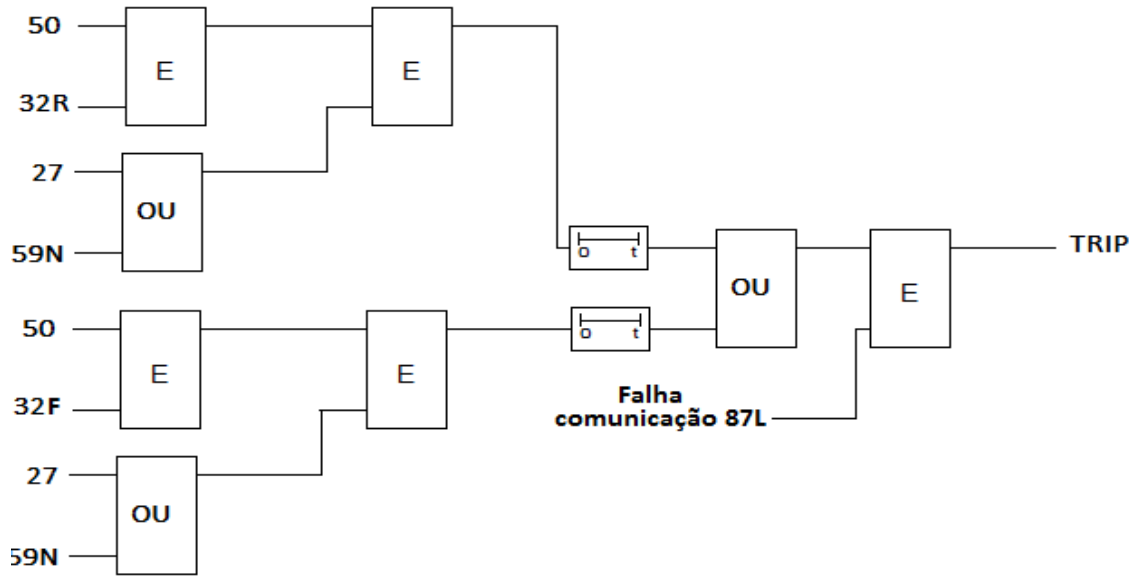 50
E
E
32R
27
OU
59N
TRIP
O t
OU
E
50
O t
E
E
Falha
comunicação 87L
32F
27
OU
59N